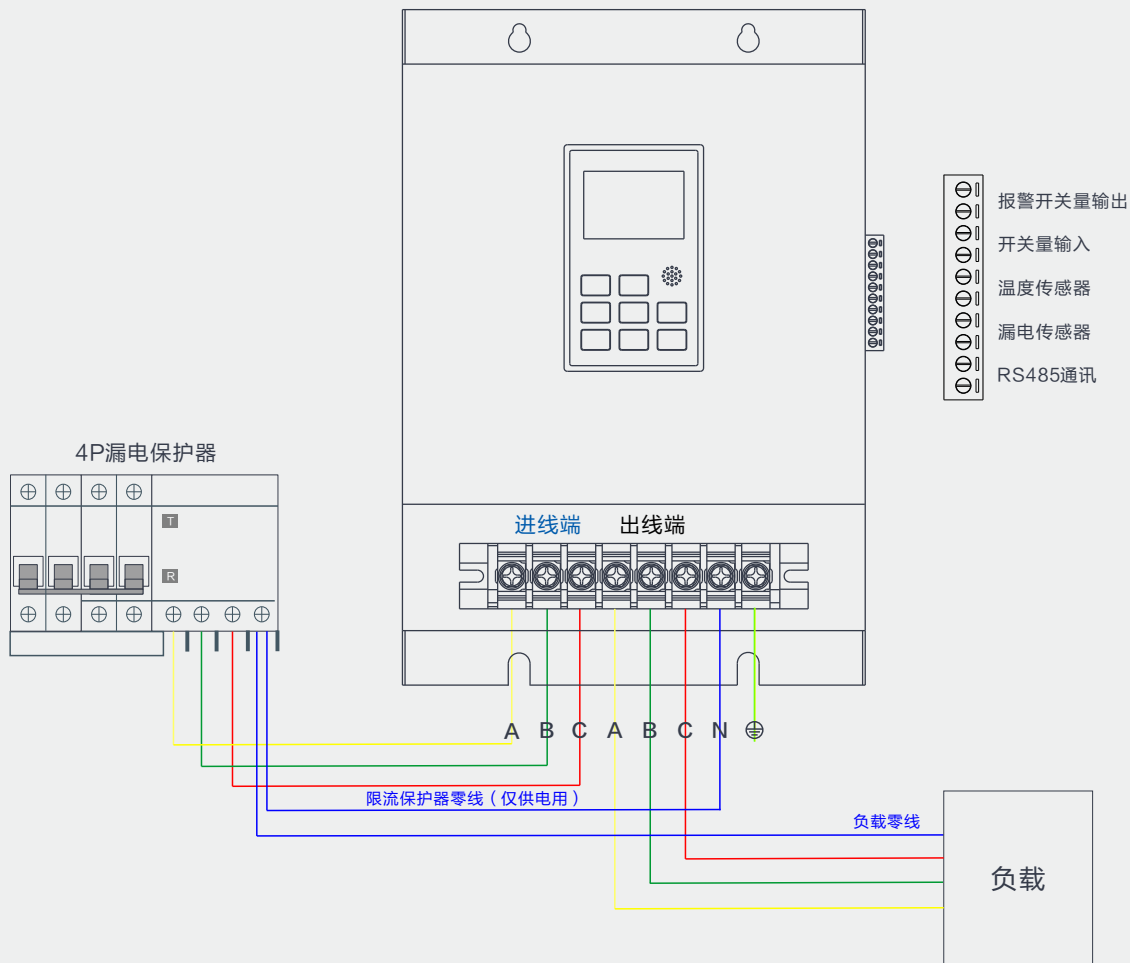 报警开关量输出
开关量输入
温度传感器
漏电传感器
RS485通讯
4P漏电保护器
T
R
进线端 出线端
A B C A B C N
限流保护器零线（仅供电用）
负载零线
负载